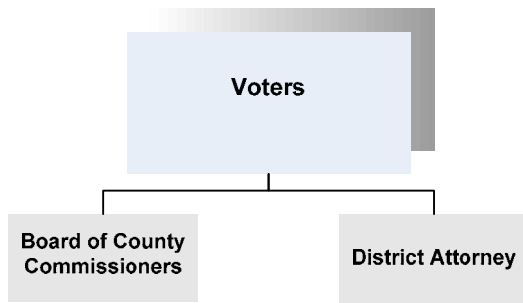 Voters
Board of County
Commissioners
District Attorney